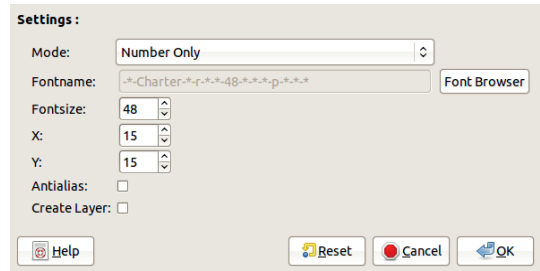 Settings :
Mode: Number Only
Fontname: -*-Charter-*-r-*-*-48-*-*-*-p-*-*-* Font Browser
Fontsize: 48
X: 15
Y: 15
Antialias:
Create Layer:
Help Reset Cancel OK